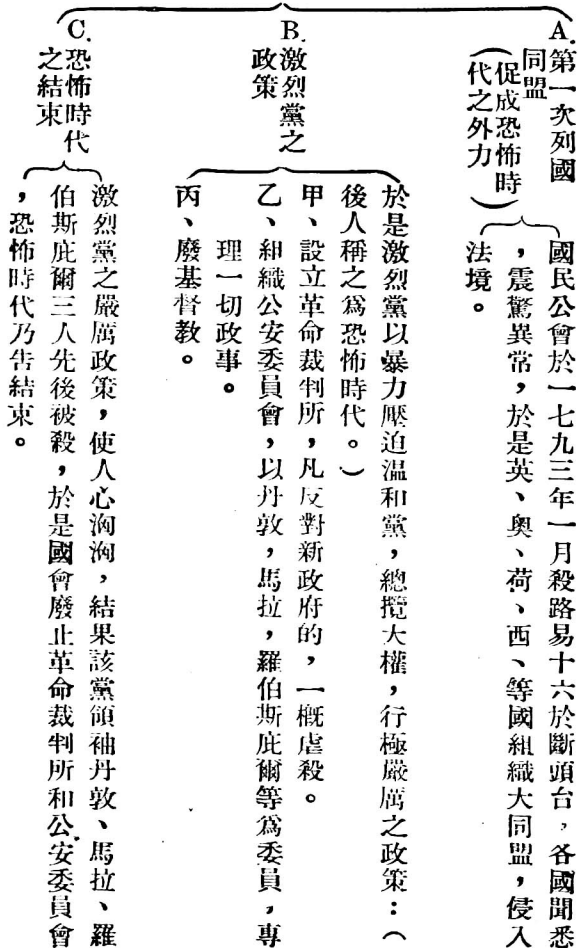 A.第一次列國
同盟
(促成恐怖時
代之外力)
國民公會於一七九三年一月殺路易十六於斷頭台，各國聞悉
，震驚異常，於是英、奧、荷、西、等國組織大同盟，侵入
法境。
B.激烈黨之
政策
於是激烈黨以暴力壓迫温和黨，總攬大權，行極嚴厲之政策：(
後人稱之爲恐怖時代。)
甲、設立革命裁判所，凡反對新政府的，一概虐殺。
乙、組織公安委員會，以丹敦，馬拉，羅伯斯庇爾等爲委員，專
理一切政事。
丙、廢基督教。
C.恐怖時代
之結束
激烈黨之嚴厲政策，使人心洶洶，結果該黨領袖丹敦、馬拉、羅
伯斯庇爾三人先後被殺，於是國會廢止革命裁判所和公安委員會
，恐怖時代乃告結束。